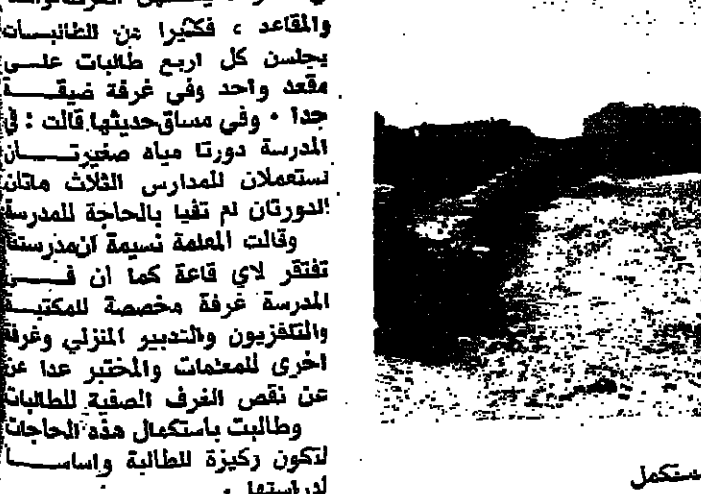 والمقاعد ، فكثيرا من الطالبات
يجلسن كل اربع طالبات على
مقعد واحد وفي غرفة ضيقة
جدا • وفي مساق حديثها قالت : في
المدرسة دورتا مياه صغيرتان
تستعملان للمدارس الثلاث هاتان
الدورتان لم تفيا بالحاجة للمدرسة
وقالت المعلمة نسيمة ان مدرستنا
تفتقر لاي قاعة كما ان في
المدرسة غرفة مخصصة للمكتبة
والتلفزيون والتدبير المنزلي وغرفة
اخرى للمعلمات والمختبر عدا عن
عن نقص الغرف الصفية للطالبات
وطالبت باستكمال هذه الحاجات
لتكون ركيزة للطالبة واساسا
لدراستها •
مستكمل